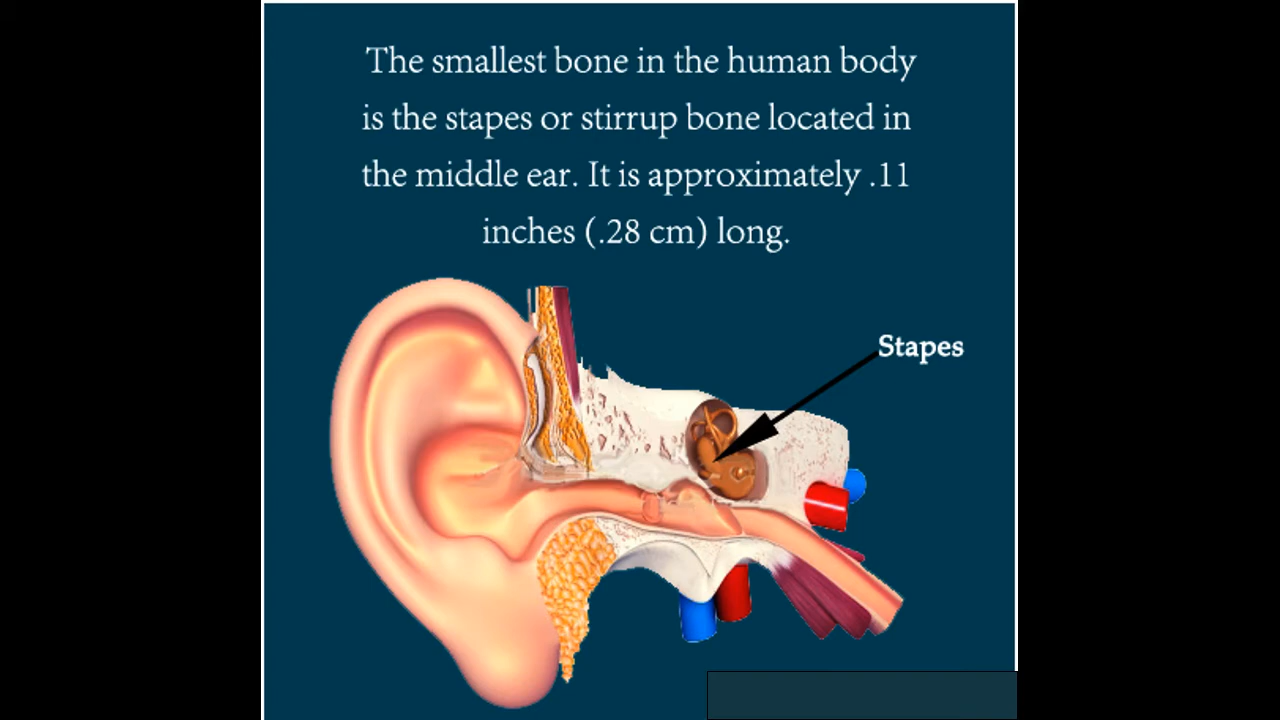 The smallest bone in the human body
is the stapes or stirrup bone located in
the middle ear. It is approximately .11
inches (.28 cm) long.
Stapes